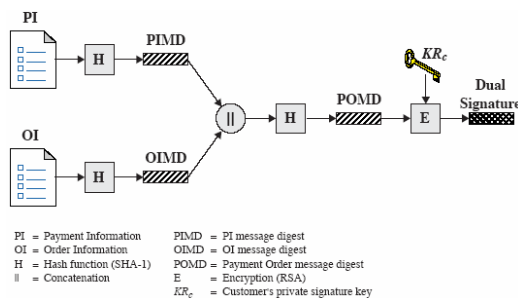 PI
PIMD
H
KRc
POMD
Dual
Signature
||
H
E
OI
OIMD
H
PI = Payment Information
OI = Order Information
H = Hash function (SHA-1)
|| = Concatenation
PIMD = PI message digest
OIMD = OI message digest
POMD = Payment Order message digest
E = Encryption (RSA)
KRc = Customer's private signature key